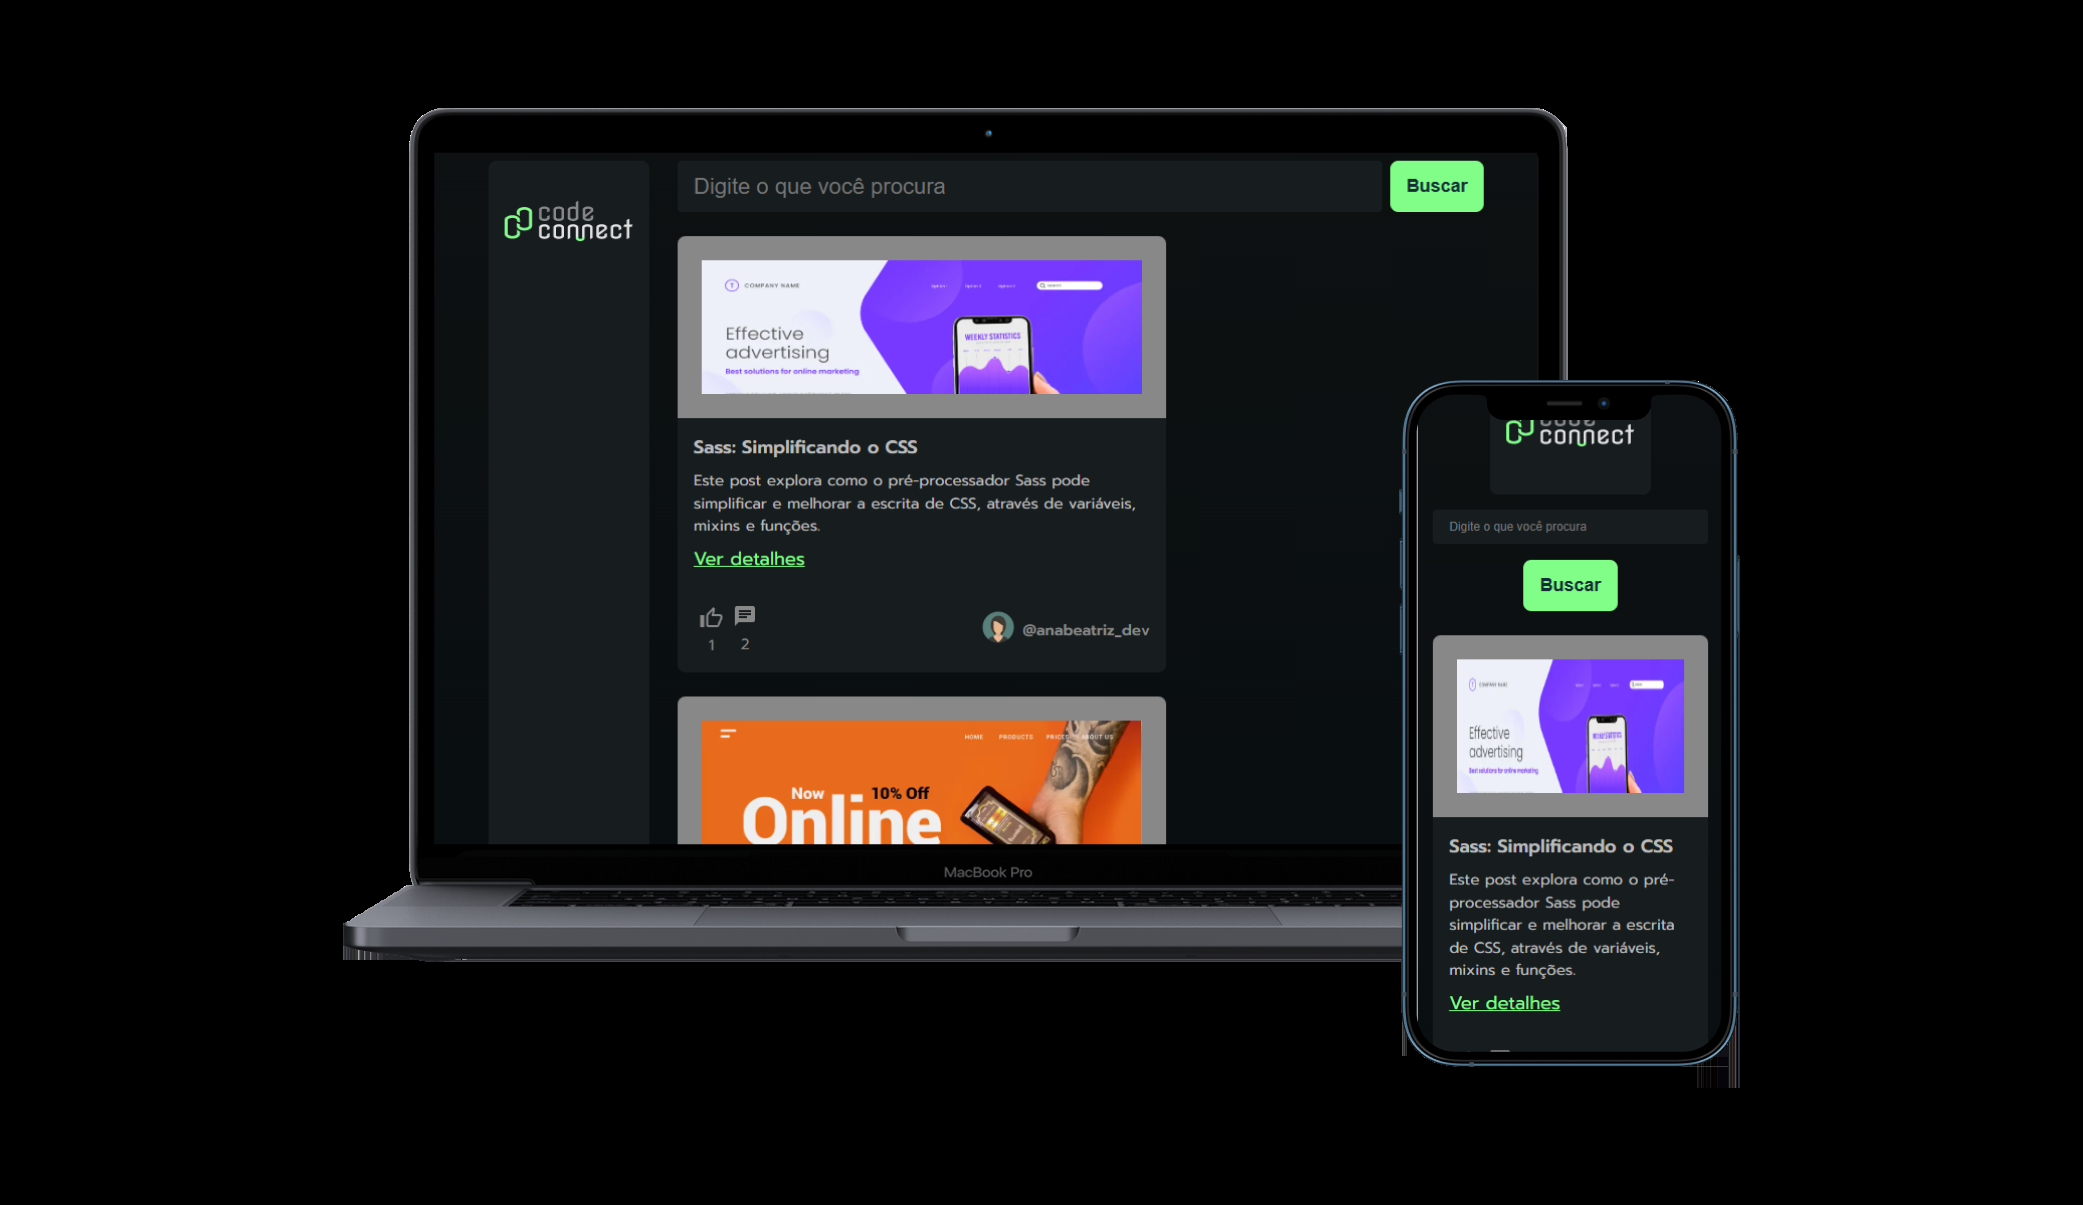 code
connect
Digite o que você procura
Buscar
COMPANY NAME
Effective
advertising
Best solutions for online marketing
WEEKLY STATISTICS
Sass: Simplificando o CSS
Este post explora como o pré-processador Sass pode
simplificar e melhorar a escrita de CSS, através de variáveis,
mixins e funções.
Ver detalhes
1
2
@anabeatriz_dev
HOME PRODUCTS PRICES ABOUT US
Now 10% Off
Online
MacBook Pro
code
connect
Digite o que você procura
Buscar
COMPANY NAME
Effective
advertising
Best solutions for online marketing
WEEKLY STATISTICS
Sass: Simplificando o CSS
Este post explora como o pré-
processador Sass pode
simplificar e melhorar a escrita
de CSS, através de variáveis,
mixins e funções.
Ver detalhes